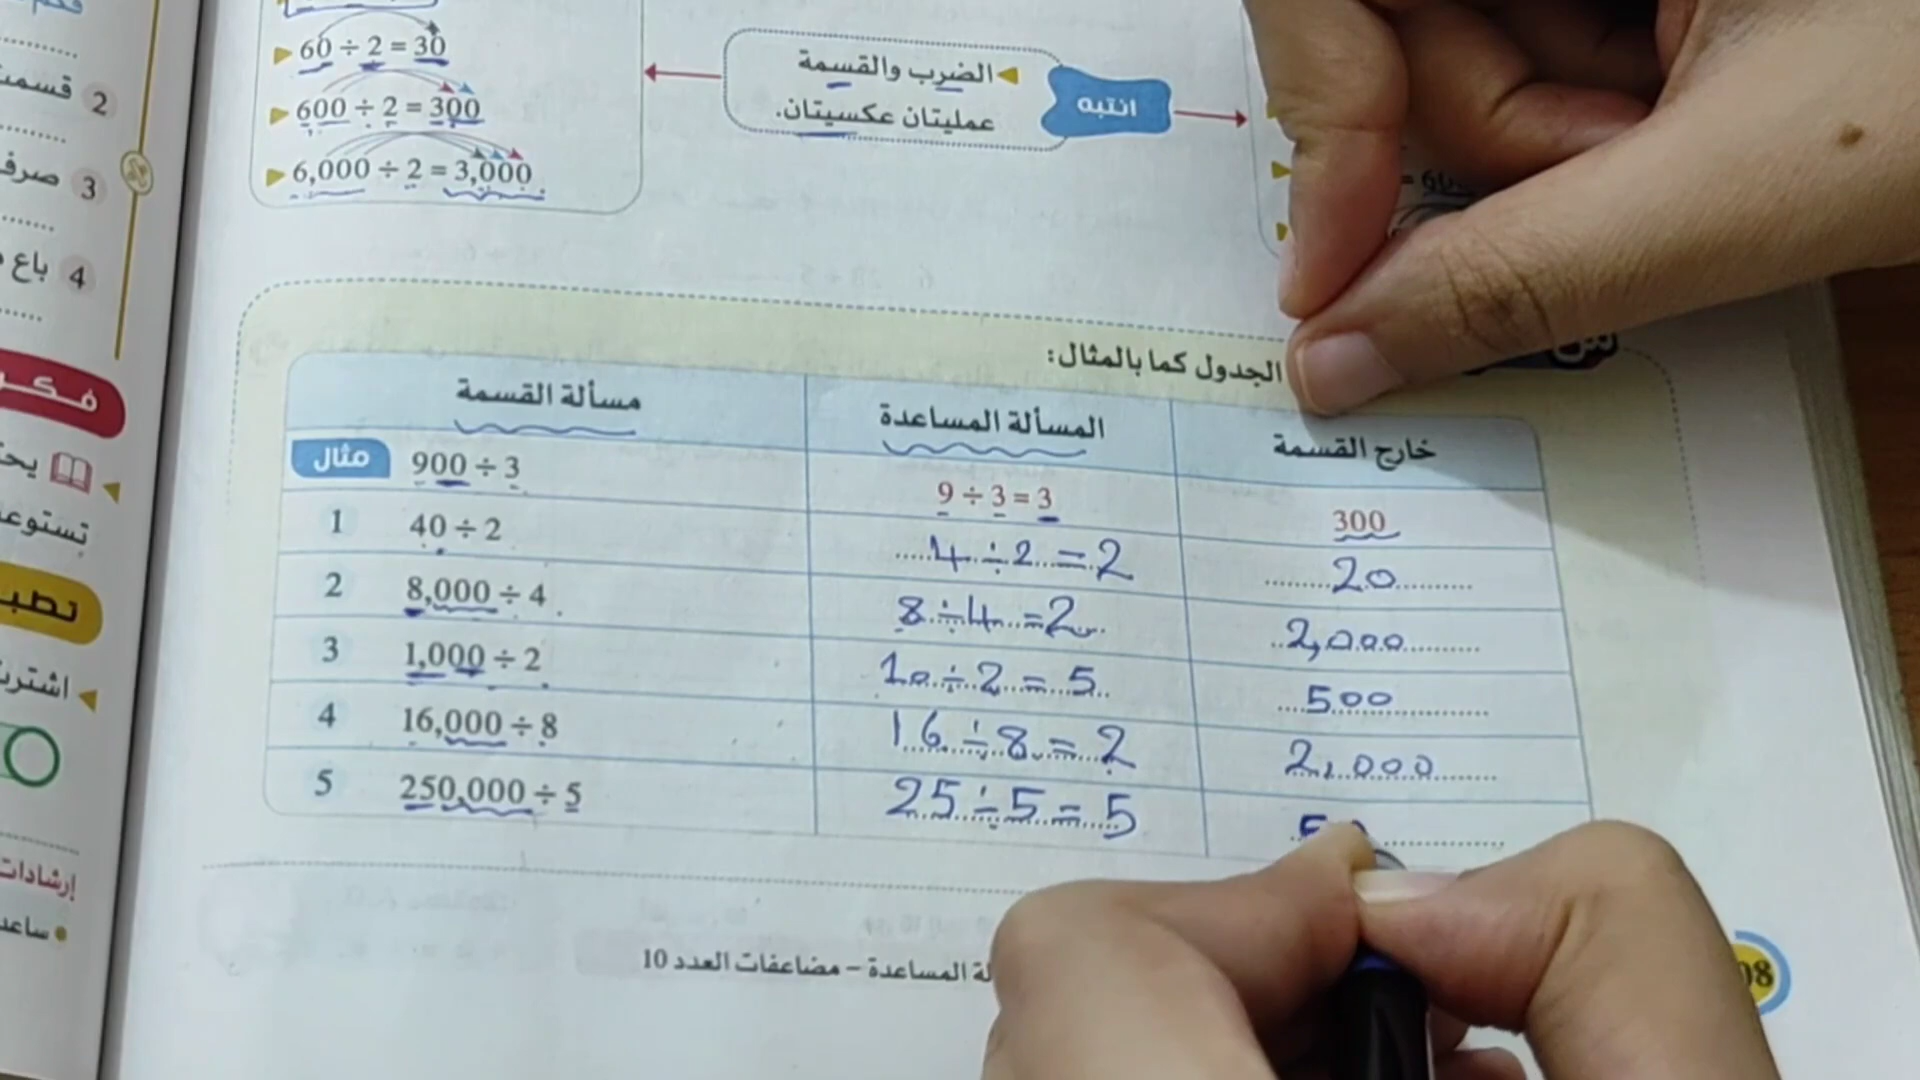 60 ÷ 2 = 30
600 ÷ 2 = 300
6,000 ÷ 2 = 3,000
انتبه
الضرب والقسمة
عمليتان عكسيتان.
قسمت 2
3 صرف
4 باع
الجدول كما بالمثال:
مسألة القسمة المسألة المساعدة خارج القسمة
مثال 900 ÷ 3 9 ÷ 3 = 3 300
1 40 ÷ 2 4 ÷ 2 = 2 20
2 8,000 ÷ 4 8 ÷ 4 = 2 2,000
3 1,000 ÷ 2 10 ÷ 2 = 5 500
4 16,000 ÷ 8 16 ÷ 8 = 2 2,000
5 250,000 ÷ 5 25 ÷ 5 = 5 50
المساعدة – مضاعفات العدد 10
إرشادات